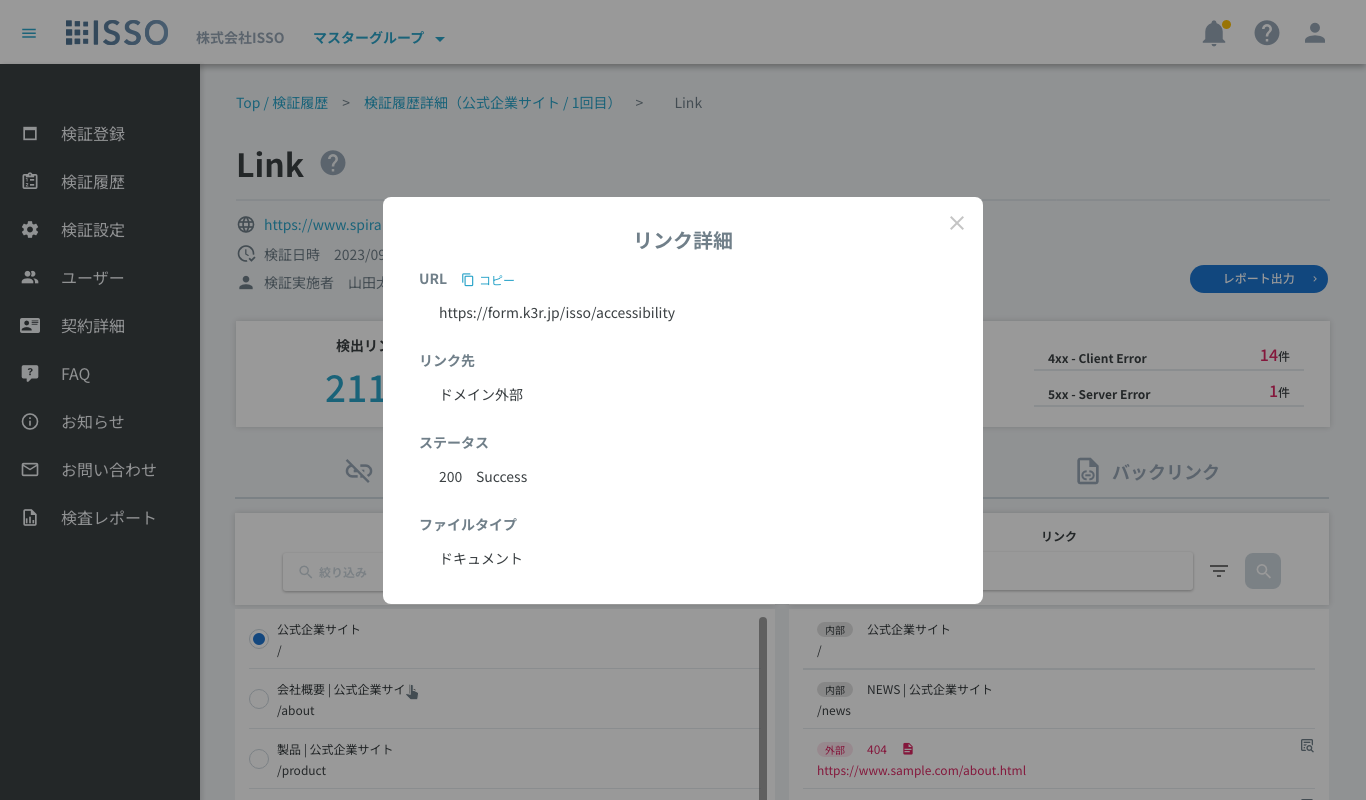 ISSO 株式会社ISSO マスターグループ
検証登録
検証履歴
検証設定
ユーザー
契約詳細
FAQ
お知らせ
お問い合わせ
検査レポート
Top / 検証履歴 > 検証履歴詳細（公式企業サイト / 1回目） > Link
Link
https://www.spira
検証日時 2023/09
検証実施者 山田
レポート出力 ›
検出リン
211
4xx - Client Error 14件
5xx - Server Error 1件
バックリンク
リンク
絞り込み
リンク詳細
URL コピー
https://form.k3r.jp/isso/accessibility
リンク先
ドメイン外部
ステータス
200 Success
ファイルタイプ
ドキュメント
公式企業サイト
/
会社概要 | 公式企業サイ
/about
製品 | 公式企業サイト
/product
内部 公式企業サイト
/
内部 NEWS | 公式企業サイト
/news
外部 404
https://www.sample.com/about.html